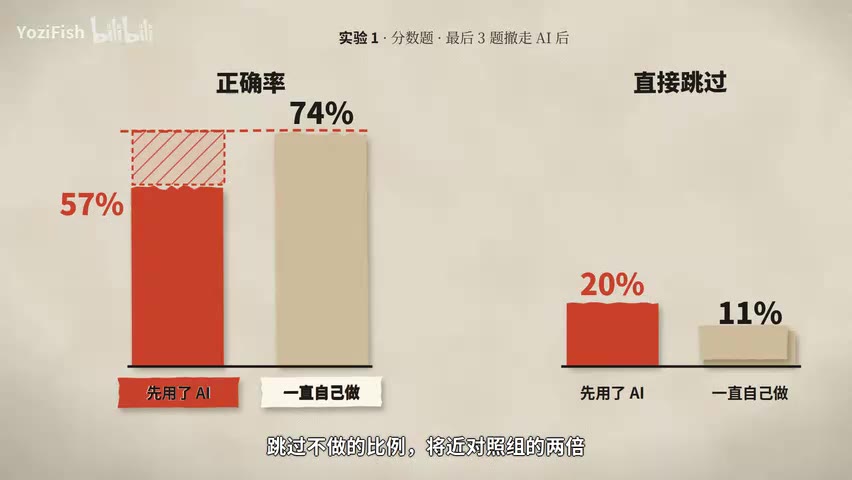 YoziFish bilibili
实验 1 · 分数题 · 最后 3 题撤走 AI 后
正确率
直接跳过
74%
57%
20%
11%
先用了 AI
一直自己做
先用了 AI
一直自己做
跳过不做的比例，将近对照组的两倍